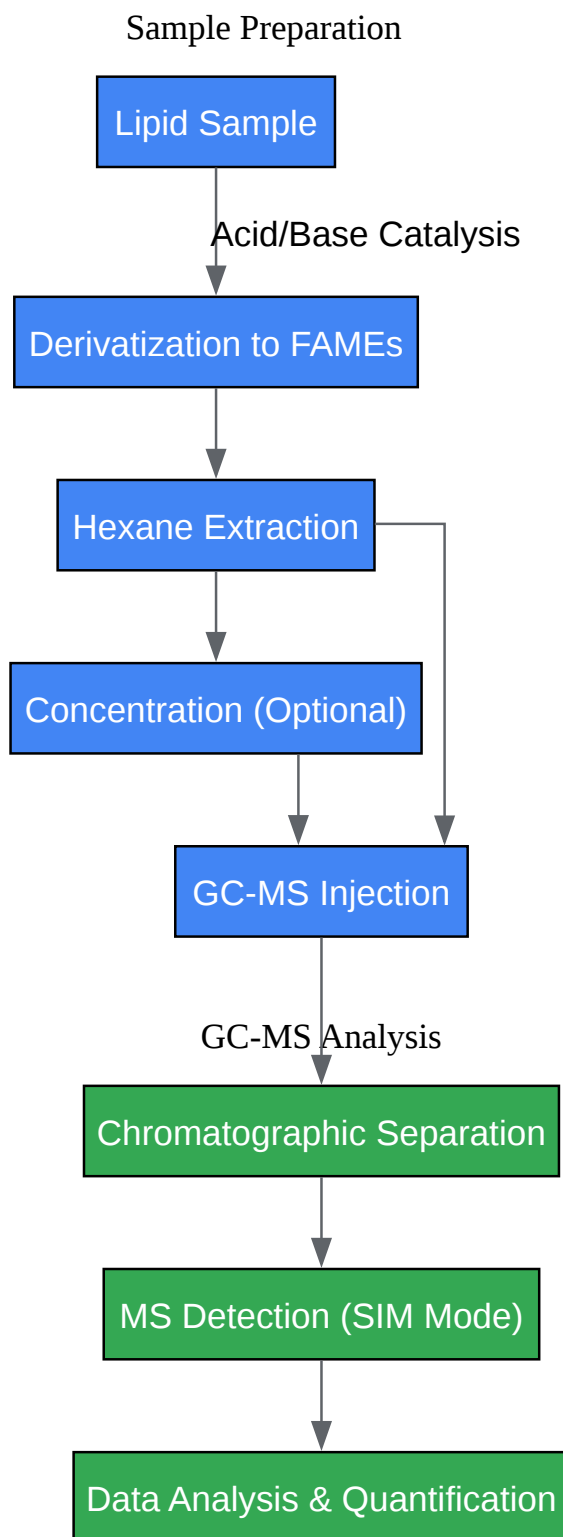 Sample Preparation
Lipid Sample
Acid/Base Catalysis
Derivatization to FAMEs
Hexane Extraction
Concentration (Optional)
GC-MS Injection
GC-MS Analysis
Chromatographic Separation
MS Detection (SIM Mode)
Data Analysis & Quantification